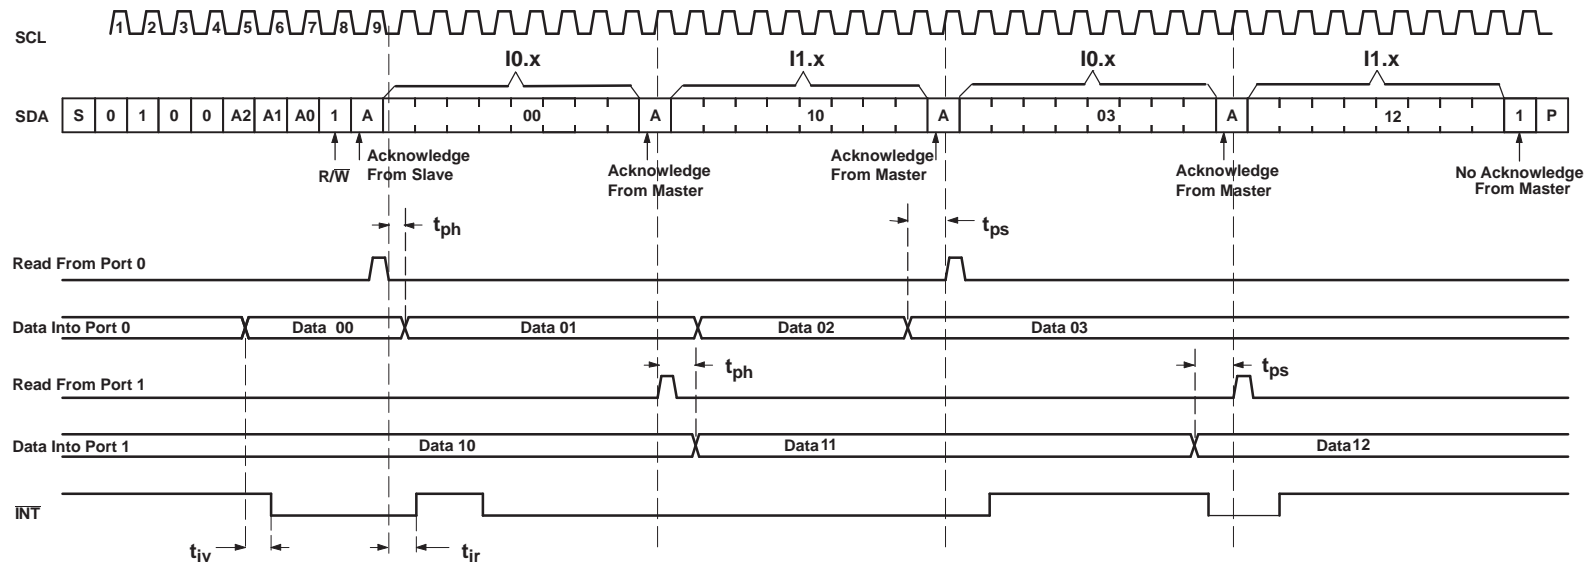 SCL 1 2 3 4 5 6 7 8 9
I0.x I1.x I0.x I1.x
SDA S 0 1 0 0 A2 A1 A0 1 A 00 A 10 A 03 A 12 1 P
R/W
Acknowledge
From Slave
Acknowledge
From Master
Acknowledge
From Master
Acknowledge
From Master
No Acknowledge
From Master
tph tps
Read From Port 0
Data Into Port 0 Data 00 Data 01 Data 02 Data 03
tph tps
Read From Port 1
Data Into Port 1 Data 10 Data 11 Data 12
INT
tiv tir